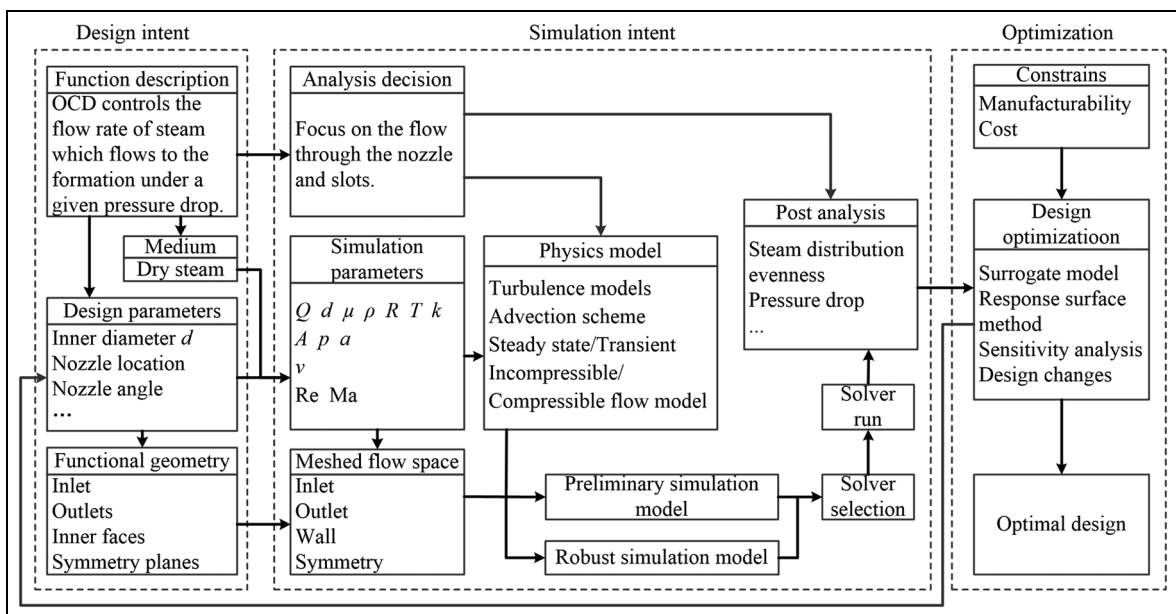 Design intent
Simulation intent
Optimization
Function description
OCD controls the
flow rate of steam
which flows to the
formation under a
given pressure drop.
Medium
Dry steam
Design parameters
Inner diameter d
Nozzle location
Nozzle angle
...
Functional geometry
Inlet
Outlets
Inner faces
Symmetry planes
Analysis decision
Focus on the flow
through the nozzle
and slots.
Simulation
parameters
Q d μ ρ R T k
A p a
v
Re Ma
Meshed flow space
Inlet
Outlet
Wall
Symmetry
Physics model
Turbulence models
Advection scheme
Steady state/Transient
Incompressible/
Compressible flow model
Preliminary simulation
model
Robust simulation model
Post analysis
Steam distribution
evenness
Pressure drop
...
Solver
run
Solver
selection
Constrains
Manufacturability
Cost
Design
optimizatioon
Surrogate model
Response surface
method
Sensitivity analysis
Design changes
Optimal design